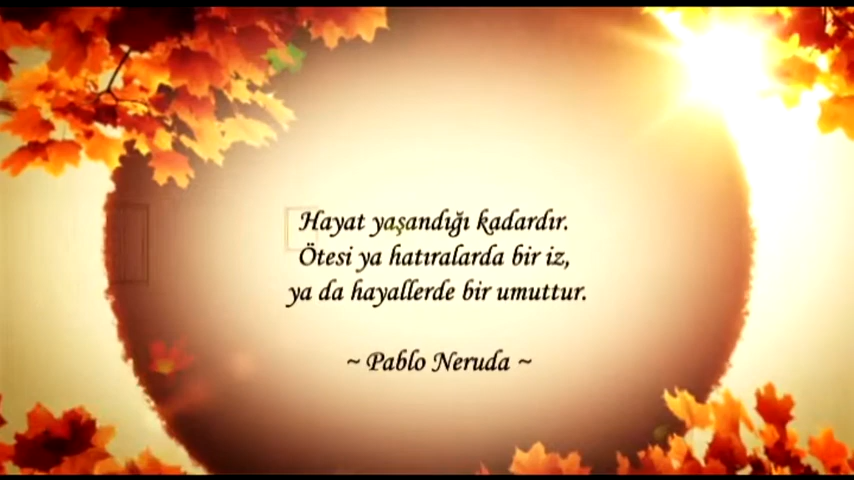 Hayat yaşandığı kadardır.
Ötesi ya hatıralarda bir iz,
ya da hayallerde bir umuttur.
~ Pablo Neruda ~